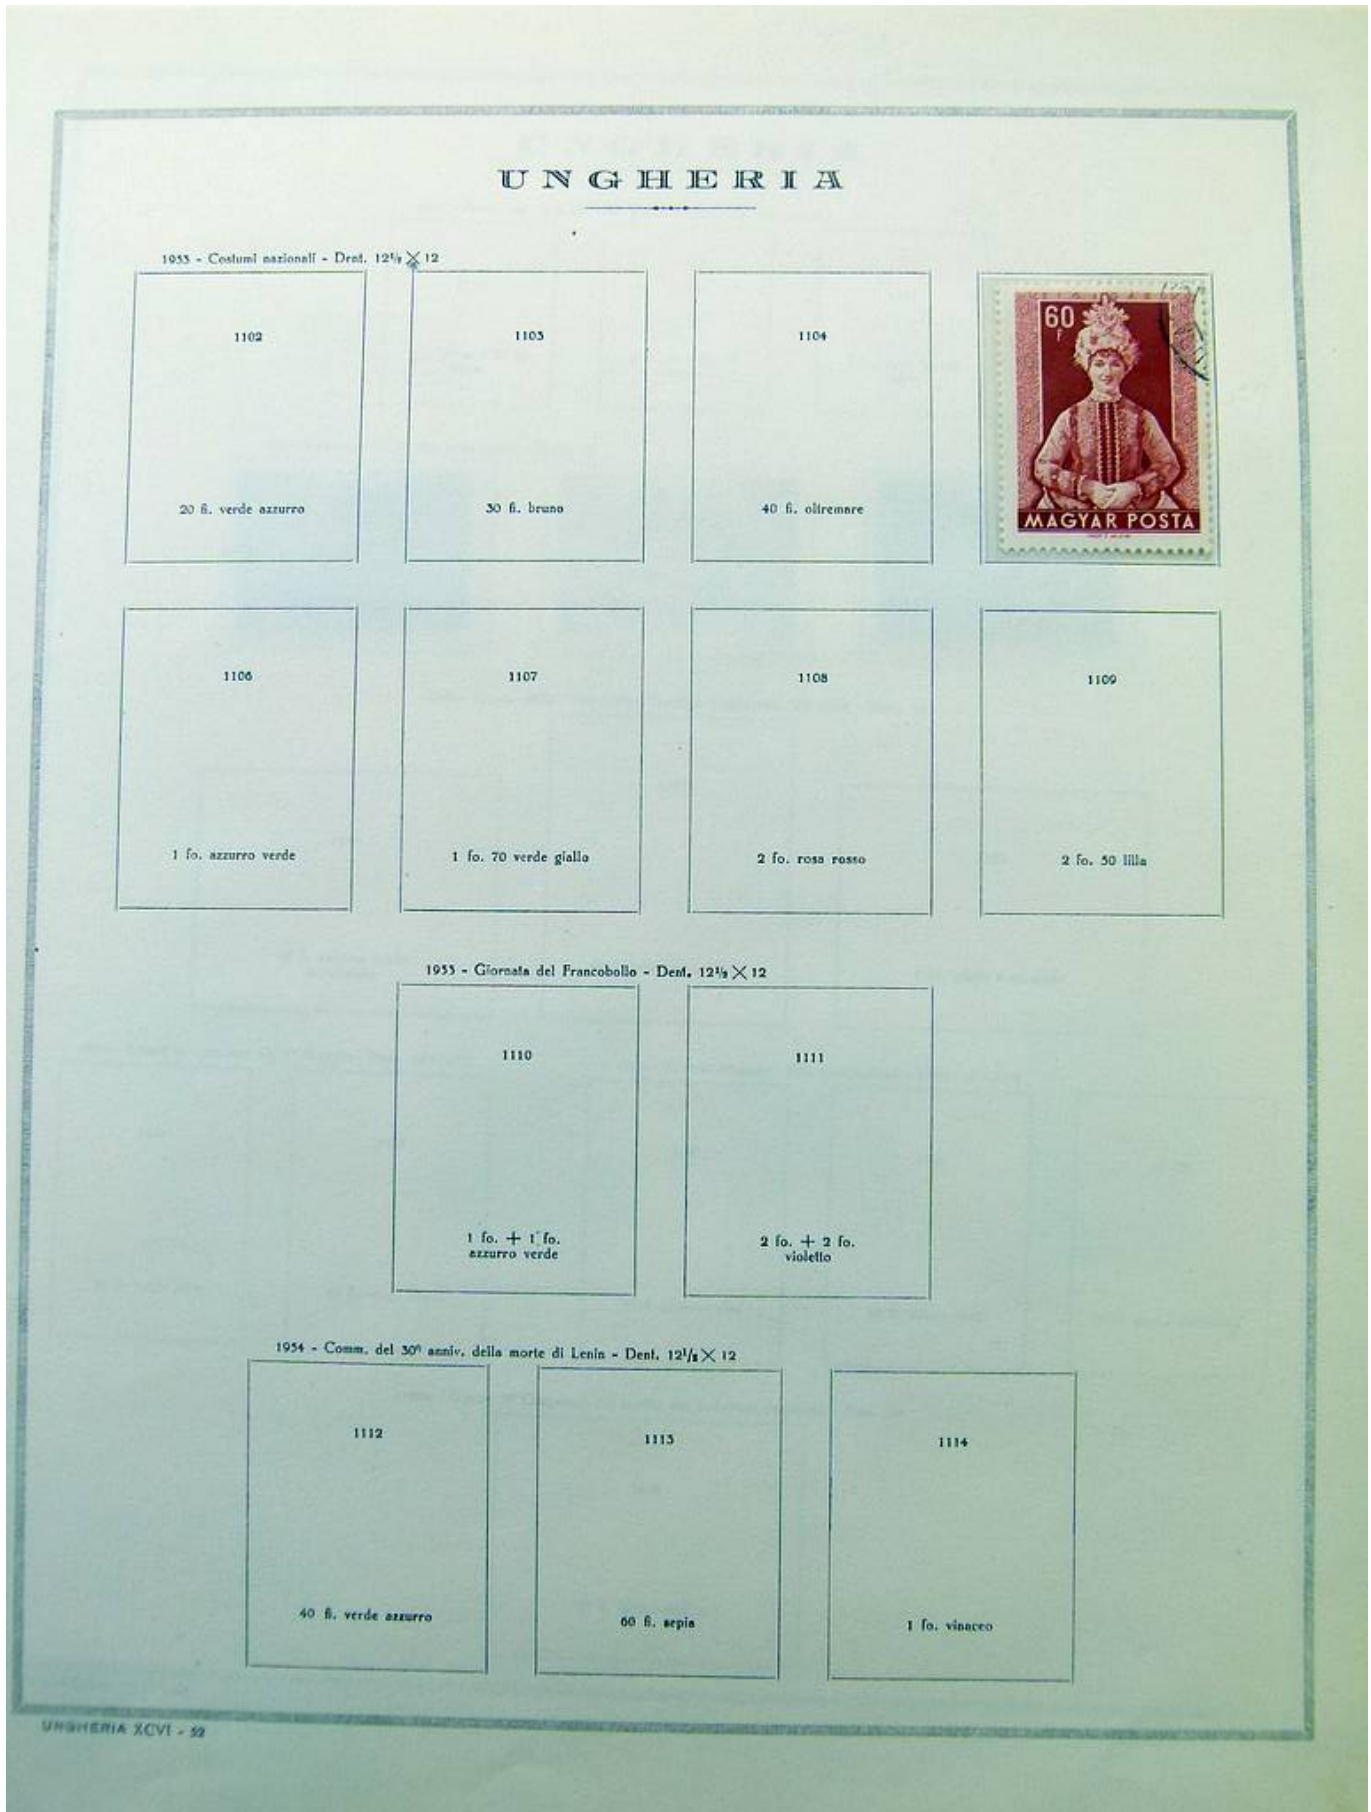 UNGHERIA
1953 - Costumi nazionali - Dent. 12½ × 12
1102
20 fi. verde azzurro
1103
30 fi. bruno
1104
40 fi. oltremare
60
f
MAGYAR POSTA
1106
1 fo. azzurro verde
1107
1 fo. 70 verde giallo
1108
2 fo. rosa rosso
1109
2 fo. 50 lilla
1953 - Giornata del Francobollo - Dent. 12½ × 12
1110
1 fo. + 1 fo.
azzurro verde
1111
2 fo. + 2 fo.
violetto
1954 - Comm. del 30º anniv. della morte di Lenin - Dent. 12½ × 12
1112
40 fi. verde azzurro
1113
60 fi. sepia
1114
1 fo. vinaceo
UNGHERIA XCVI - 52